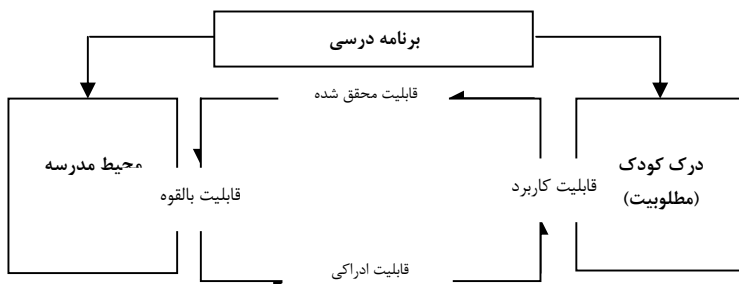 برنامه درسی
قابلیت محقق شده
درک کودک
(مطلوبیت)
قابلیت کاربرد
محیط مدرسه
قابلیت بالقوه
قابلیت ادراکی